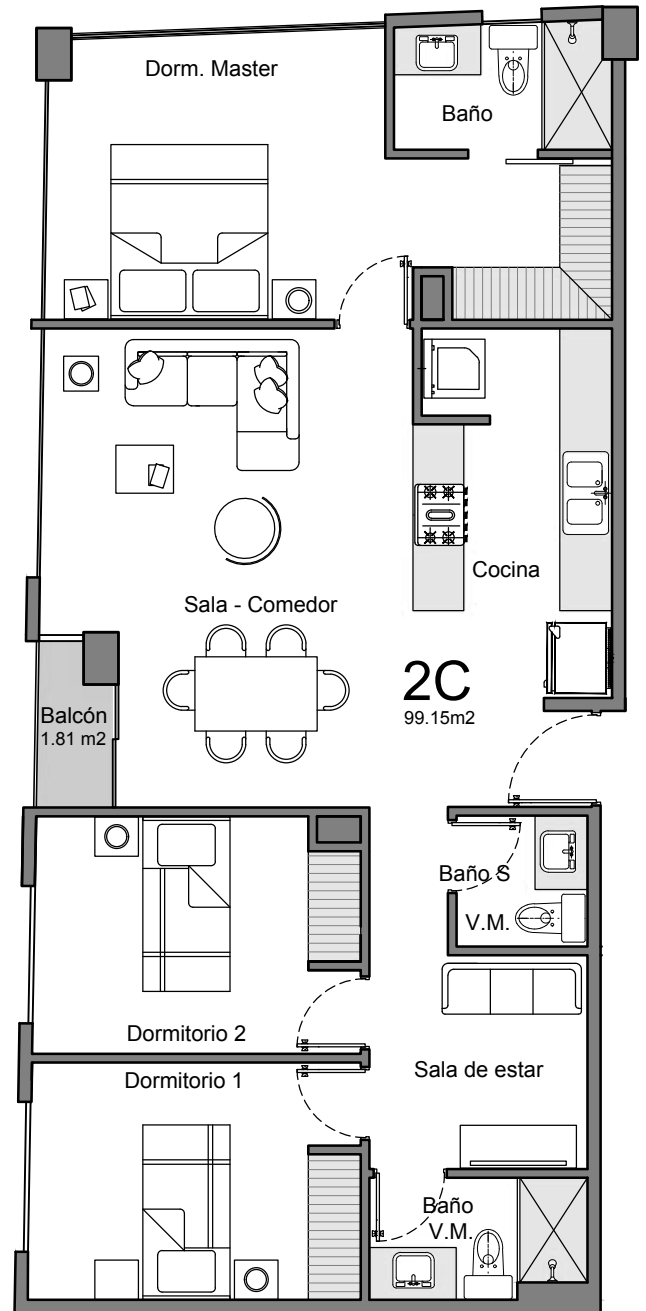 Dorm. Master
Baño
Cocina
Sala - Comedor
2C
99.15m2
Balcón
1.81 m2
Baño S
V.M.
Dormitorio 2
Sala de estar
Dormitorio 1
Baño
V.M.